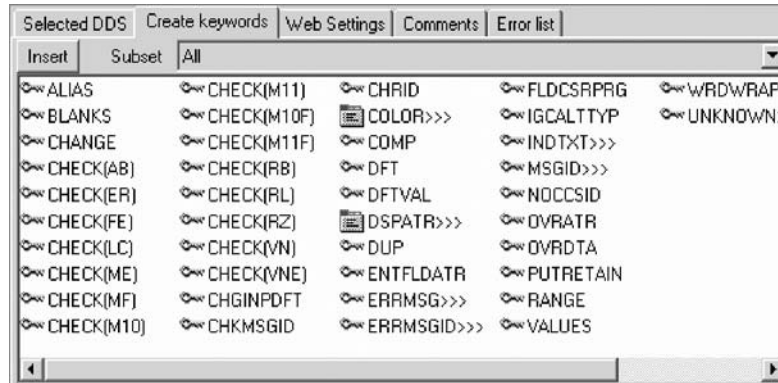 Selected DDS Create keywords Web Settings Comments Error list
Insert Subset All
ALIAS CHECK(M11) CHRID FLDCSRPRG WRDWRAP
BLANKS CHECK(M10F) COLOR>>> IGCALTTYP UNKNOWN
CHANGE CHECK(M11F) COMP INDTXT>>>
CHECK(AB) CHECK(RB) DFT MSGID>>>
CHECK(ER) CHECK(RL) DFTVAL NOCCSID
CHECK(FE) CHECK(RZ) DSPATR>>> OVRATR
CHECK(LC) CHECK(VN) DUP OVRDTA
CHECK(ME) CHECK(VNE) ENTFLDATR PUTRETAIN
CHECK(MF) CHGINPDFT ERRMSG>>> RANGE
CHECK(M10) CHKMSGID ERRMSGID>>> VALUES